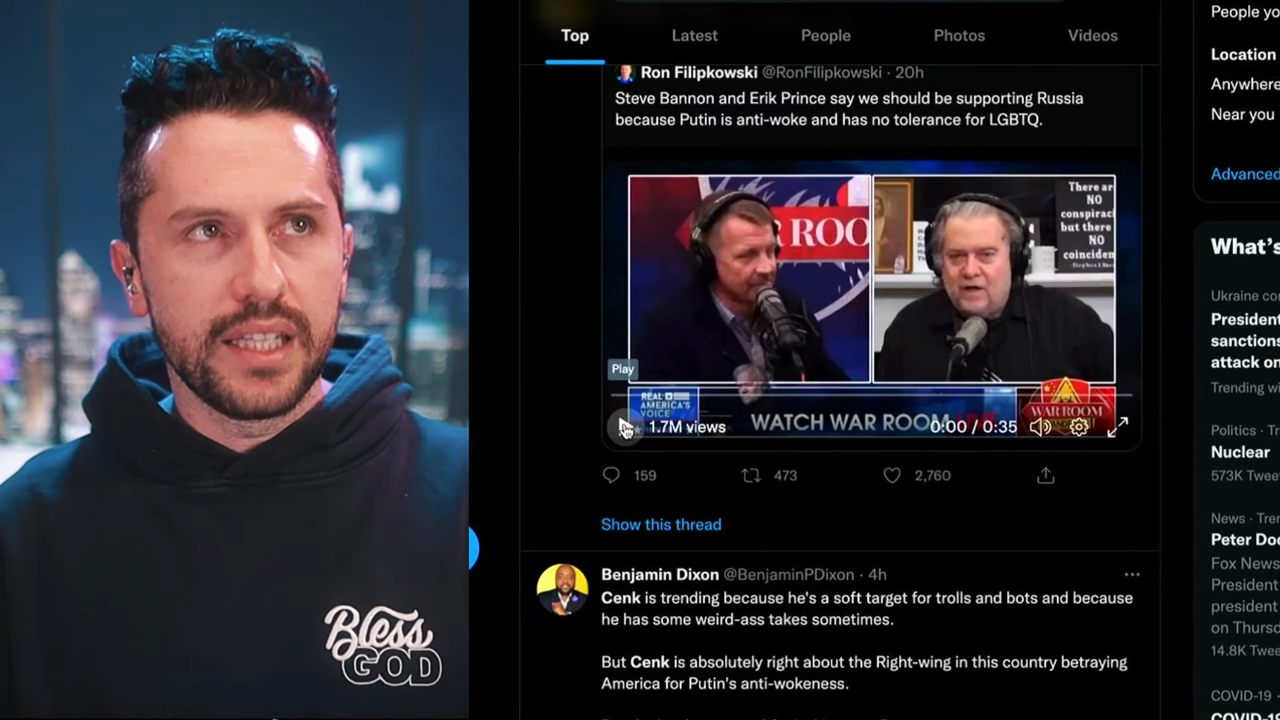 Bless
GOD
Top Latest People Photos Videos
Ron Filipkowski @RonFilipkowski · 20h
Steve Bannon and Erik Prince say we should be supporting Russia
because Putin is anti-woke and has no tolerance for LGBTQ.
ROO
There ar
NO
conspiraci
but there
NO
coinciden
Play
REAL
AMERICA'S
VOICE
WATCH WAR ROOM
WAR ROOM
1.7M views
0:00 / 0:35
159 473 2,760
Show this thread
Benjamin Dixon @BenjaminPDixon · 4h
Cenk is trending because he's a soft target for trolls and bots and because
he has some weird-ass takes sometimes.
But Cenk is absolutely right about the Right-wing in this country betraying
America for Putin's anti-wokeness.
People yo
Location
Anywhere
Near you
Advanced
What's
Ukraine co
President
sanctions
attack on
Trending wi
Politics · Tr
Nuclear
573K Twee
News · Trer
Peter Doo
Fox News
President
president
on Thursd
14.8K Twee
COVID-19 ·
COVID-19